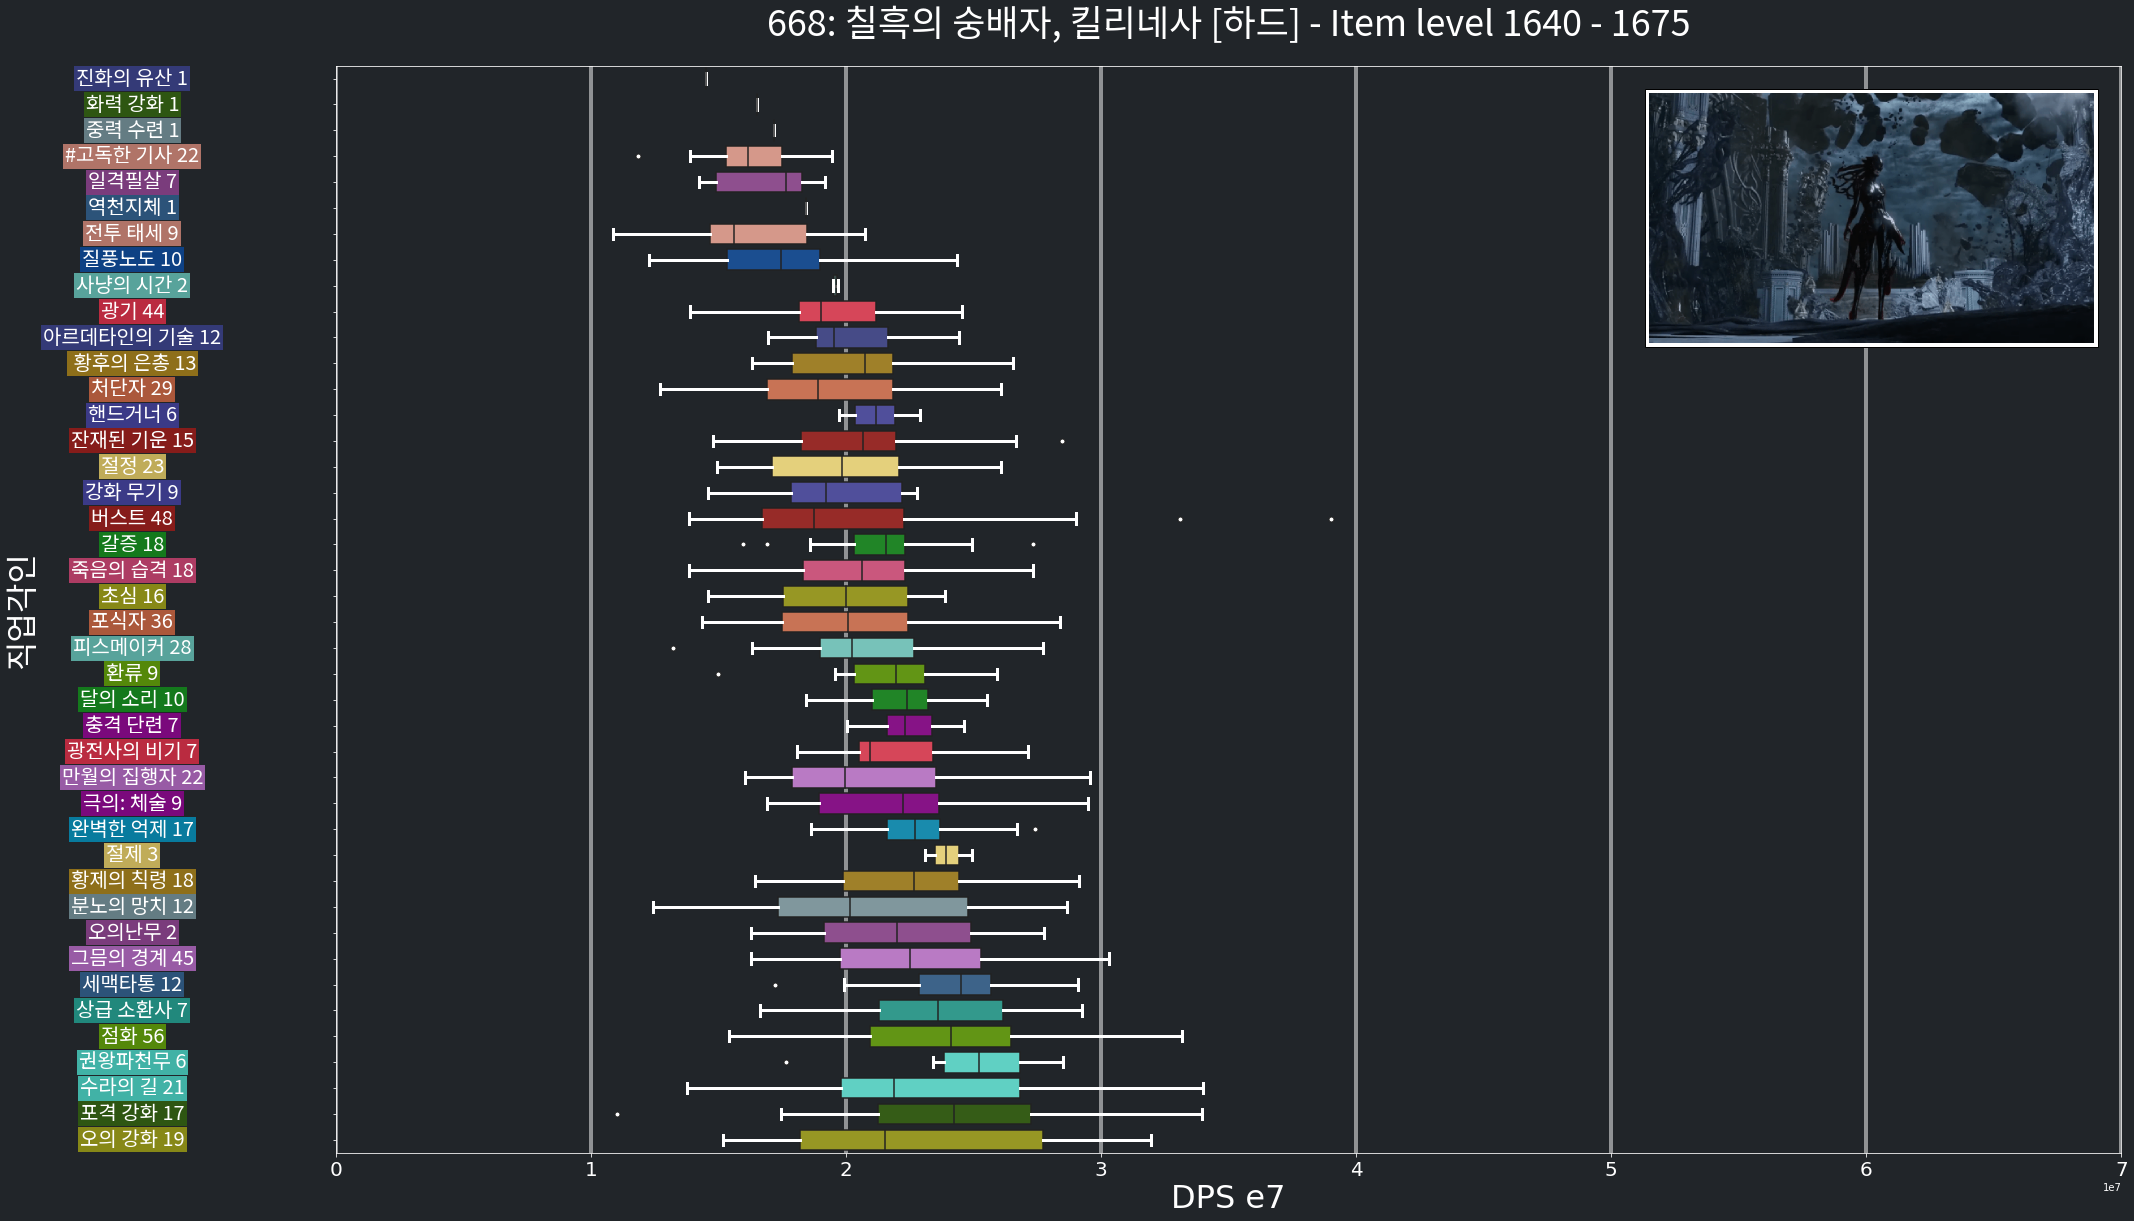 668: 칠흑의 숭배자, 킬리네사 [하드] - Item level 1640 - 1675
진화의 유산 1
화력 강화 1
중력 수련 1
#고독한 기사 22
일격필살 7
역천지체 1
전투 태세 9
질풍노도 10
사냥의 시간 2
광기 44
아르데타인의 기술 12
황후의 은총 13
처단자 29
핸드거너 6
잔재된 기운 15
절정 23
강화 무기 9
버스트 48
갈증 18
죽음의 습격 18
초심 16
포식자 36
피스메이커 28
환류 9
달의 소리 10
충격 단련 7
광전사의 비기 7
만월의 집행자 22
극의: 체술 9
완벽한 억제 17
절제 3
황제의 칙령 18
분노의 망치 12
오의난무 2
그믐의 경계 45
세맥타통 12
상급 소환사 7
점화 56
권왕파천무 6
수라의 길 21
포격 강화 17
오의 강화 19
직업각인
0 1 2 3 4 5 6 7
DPS e7
1e7